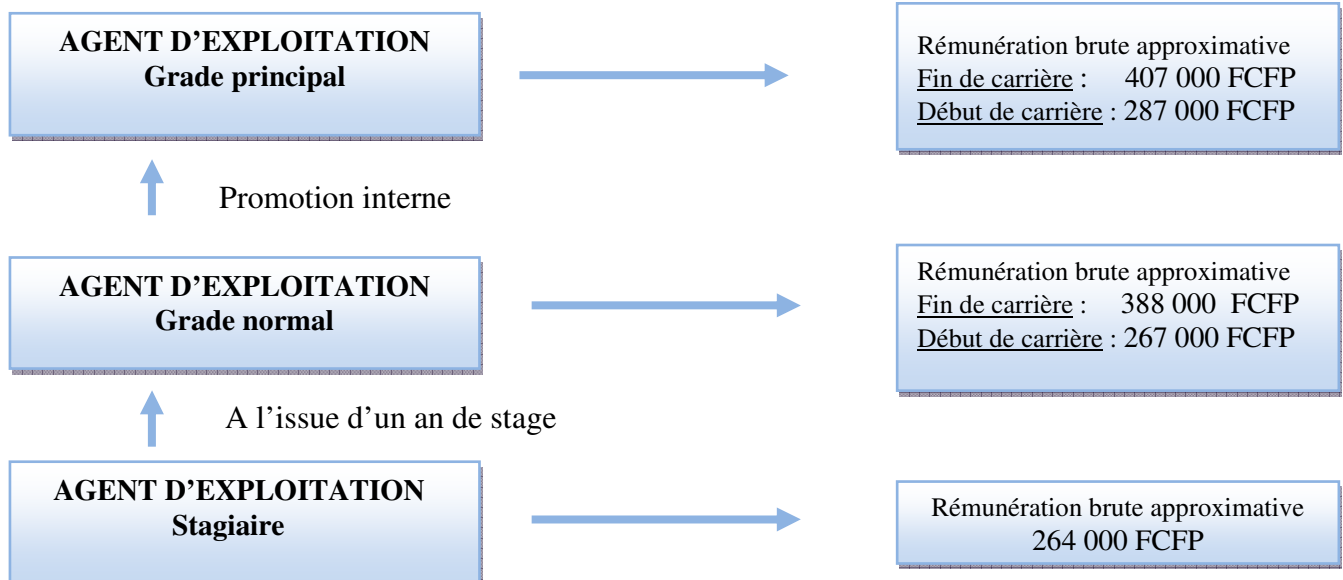 AGENT D’EXPLOITATION
Grade principal
Rémunération brute approximative
Fin de carrière : 407 000 FCFP
Début de carrière : 287 000 FCFP
Promotion interne
AGENT D’EXPLOITATION
Grade normal
Rémunération brute approximative
Fin de carrière : 388 000 FCFP
Début de carrière : 267 000 FCFP
A l’issue d’un an de stage
AGENT D’EXPLOITATION
Stagiaire
Rémunération brute approximative
264 000 FCFP